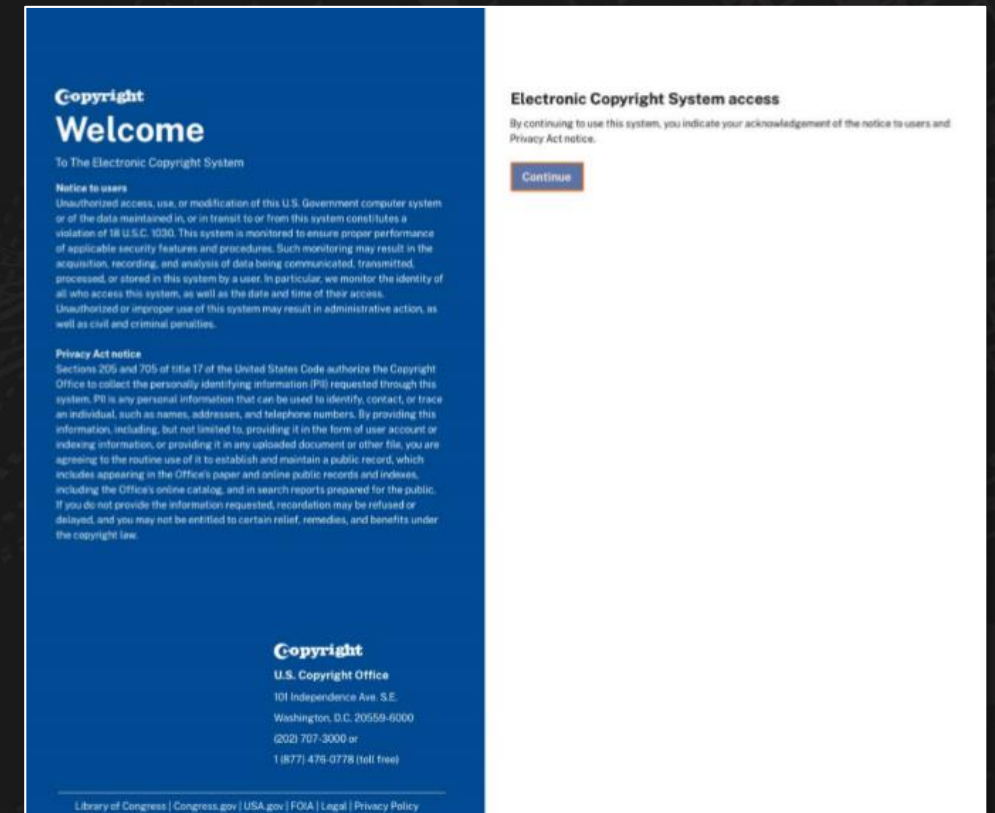 Copyright
Welcome
To The Electronic Copyright System
Notice to users
Unauthorized access, use, or modification of this U.S. Government computer system
or of the data maintained in, or in transit to or from this system constitutes a
violation of 18 U.S.C. 1030. This system is monitored to ensure proper performance
of applicable security features and procedures. Such monitoring may result in the
acquisition, recording, and analysis of data being communicated, transmitted,
processed, or stored in this system by a user. In particular, we monitor the identity of
all who access this system, as well as the date and time of their access.
Unauthorized or improper use of this system may result in administrative action, as
well as civil and criminal penalties.
Privacy Act notice
Sections 205 and 705 of title 17 of the United States Code authorize the Copyright
Office to collect the personally identifying information (PII) requested through this
system. PII is any personal information that can be used to identify, contact, or trace
an individual, such as names, addresses, and telephone numbers. By providing this
information, including, but not limited to, providing it in the form of user account or
indexing information, or providing it in any uploaded document or other file, you are
agreeing to the routine use of it to establish and maintain a public record, which
includes appearing in the Office's paper and online public records and indexes,
including the Office's online catalog, and in search reports prepared for the public.
If you do not provide the information requested, recordation may be refused or
delayed, and you may not be entitled to certain relief, remedies, and benefits under
the copyright law.
Copyright
U.S. Copyright Office
101 Independence Ave. S.E.
Washington, D.C. 20559-6000
(202) 707-3000 or
1 (877) 476-0778 (toll free)
Library of Congress | Congress.gov | USA.gov | FOIA | Legal | Privacy Policy
Electronic Copyright System access
By continuing to use this system, you indicate your acknowledgement of the notice to users and
Privacy Act notice.
Continue